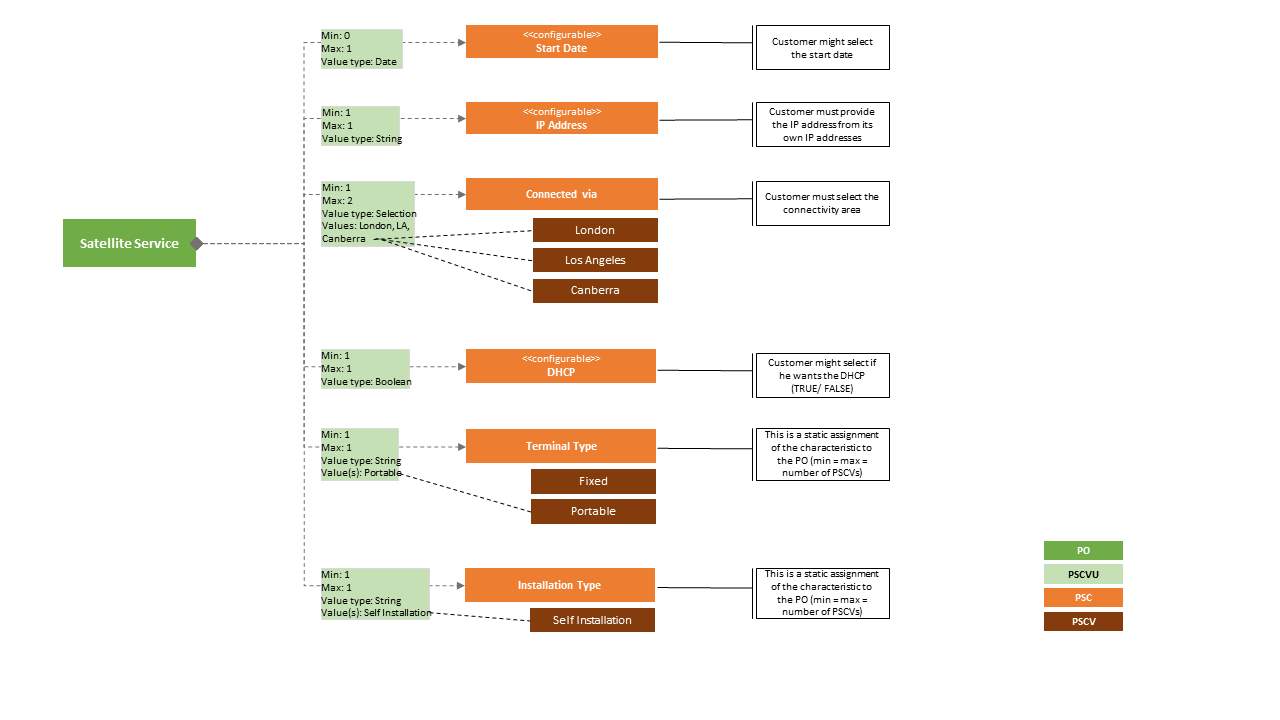 Satellite Service
Min: 0
Max: 1
Value type: Date
<<configurable>>
Start Date
Customer might select
the start date
Min: 1
Max: 1
Value type: String
<<configurable>>
IP Address
Customer must provide
the IP address from its
own IP addresses
Min: 1
Max: 2
Value type: Selection
Values: London, LA,
Canberra
Connected via
London
Los Angeles
Canberra
Customer must select the
connectivity area
Min: 1
Max: 1
Value type: Boolean
<<configurable>>
DHCP
Customer might select if
he wants the DHCP
(TRUE/ FALSE)
Min: 1
Max: 1
Value type: String
Value(s): Portable
Terminal Type
Fixed
Portable
This is a static assignment
of the characteristic to
the PO (min = max =
number of PSCVs)
Min: 1
Max: 1
Value type: String
Value(s): Self Installation
Installation Type
Self Installation
This is a static assignment
of the characteristic to
the PO (min = max =
number of PSCVs)
PO
PSCVU
PSC
PSCV